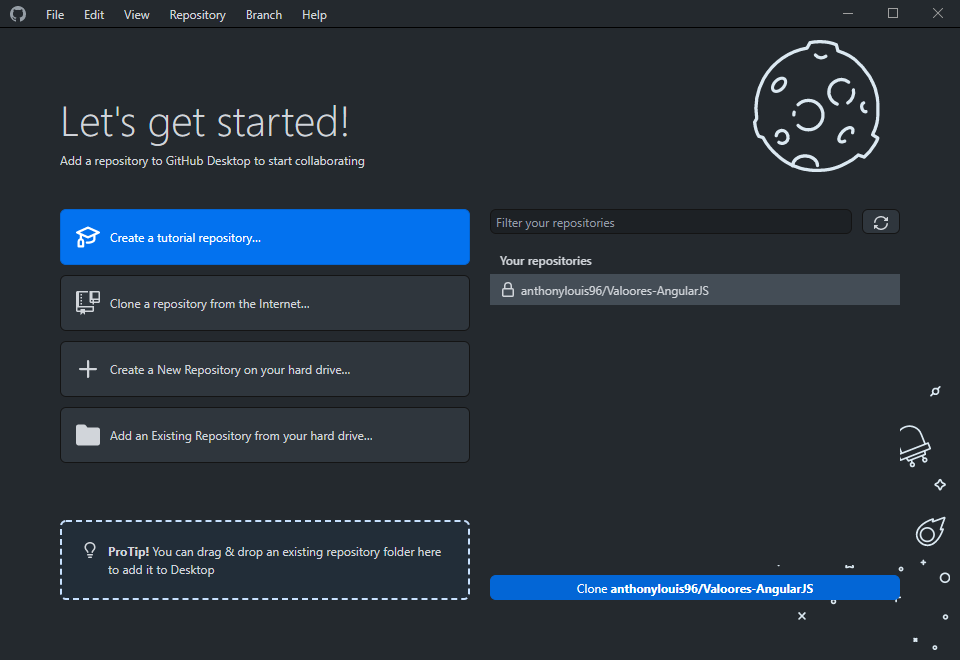 File Edit View Repository Branch Help
Let's get started!
Add a repository to GitHub Desktop to start collaborating
Create a tutorial repository...
Clone a repository from the Internet...
Create a New Repository on your hard drive...
Add an Existing Repository from your hard drive...
ProTip! You can drag & drop an existing repository folder here
to add it to Desktop
Filter your repositories
Your repositories
anthonylouis96/Valoores-AngularJS
Clone anthonylouis96/Valoores-AngularJS